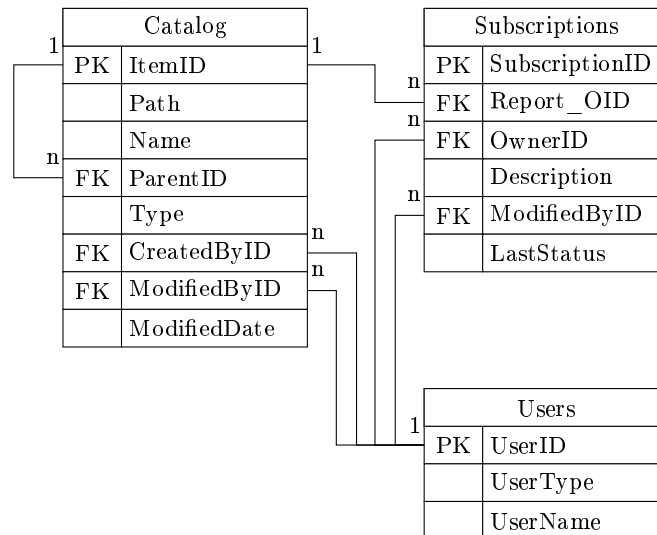 Catalog
1
1
PK ItemID
Path
Name
n
FK ParentID
Type
n
FK CreatedByID
n
FK ModifiedByID
ModifiedDate
Subscriptions
PK SubscriptionID
n
FK Report_OID
n
FK OwnerID
Description
n
FK ModifiedByID
LastStatus
Users
1
PK UserID
UserType
UserName